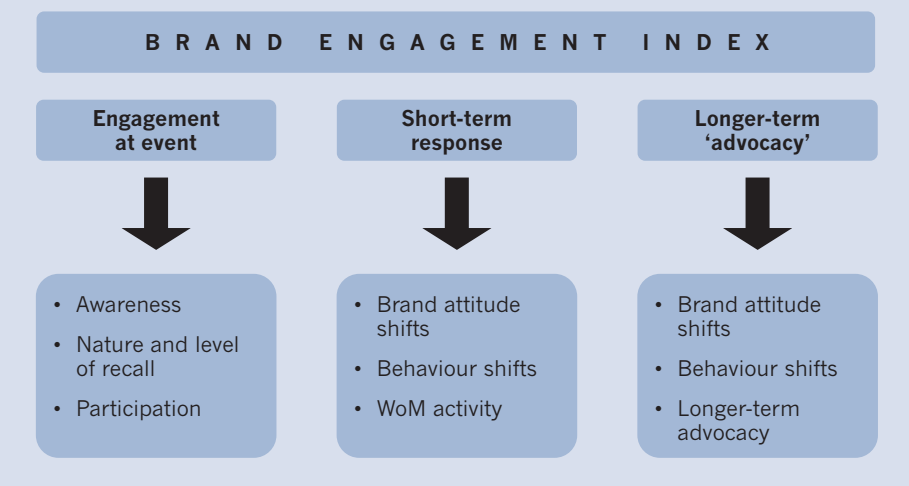 BRAND ENGAGEMENT INDEX
Engagement
at event
Short-term
response
Longer-term
‘advocacy’
• Awareness
• Nature and level
of recall
• Participation
• Brand attitude
shifts
• Behaviour shifts
• WoM activity
• Brand attitude
shifts
• Behaviour shifts
• Longer-term
advocacy